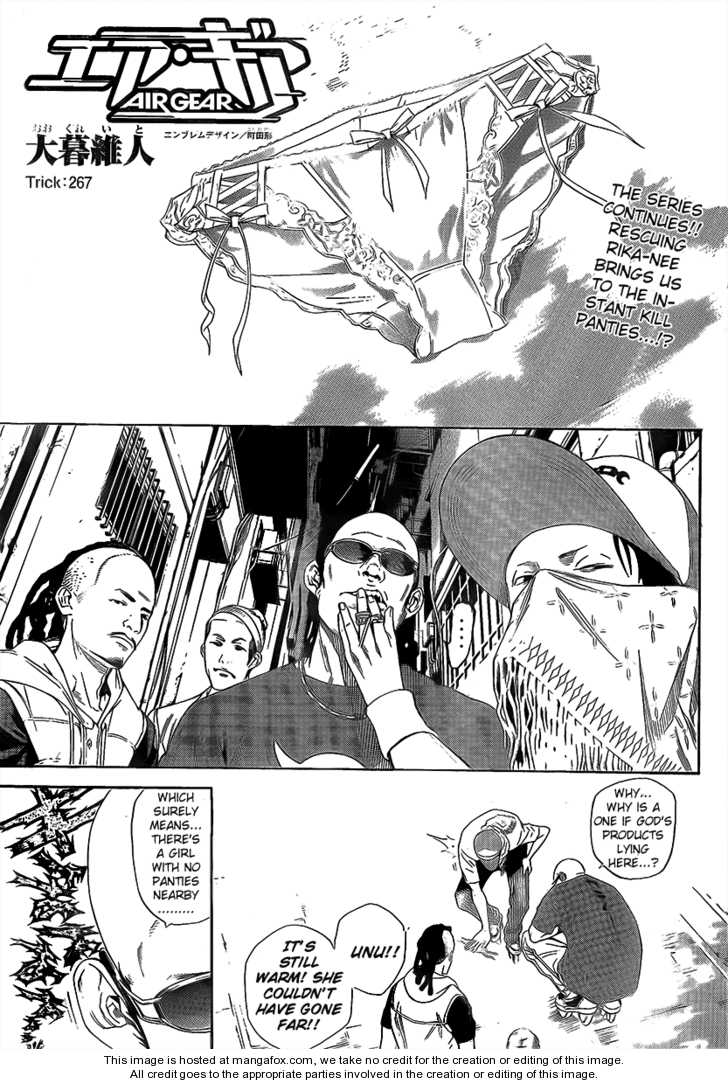 エア・ギア
AIR GEAR
おお くれ い と
大暮維人
エンブレムデザイン/町田形
Trick:267
THE SERIES
CONTINUES!!
RESCUING
RIKA-NEE
BRINGS US
TO THE IN-
STANT KILL
PANTIES...!?
...
WHY...
WHY IS A
ONE IF GOD'S
PRODUCTS
LYING
HERE...?
UNU!!
IT'S
STILL
WARM! SHE
COULDN'T
HAVE GONE
FAR!!
WHICH
SURELY
MEANS...
THERE'S
A GIRL
WITH NO
PANTIES
NEARBY
.........
This image is hosted at mangafox.com, we take no credit for the creation or editing of this image.
All credit goes to the appropriate parties involved in the creation or editing of this image.